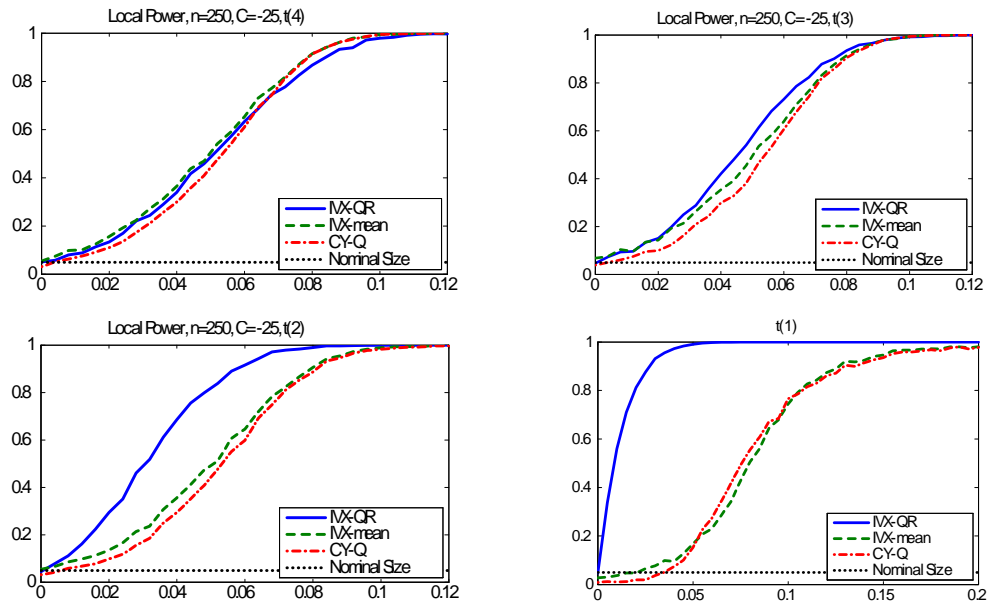 Local Power, n=250, C= -25, t(4)
1
0.8
0.6
0.4
0.2
0
IVX-QR
IVX-mean
CY-Q
Nominal Size
0 0.02 0.04 0.06 0.08 0.1 0.12
Local Power, n=250, C= -25, t(3)
1
0.8
0.6
0.4
0.2
0
IVX-QR
IVX-mean
CY-Q
Nominal Size
0 0.02 0.04 0.06 0.08 0.1 0.12
Local Power, n=250, C= -25, t(2)
1
0.8
0.6
0.4
0.2
0
IVX-QR
IVX-mean
CY-Q
Nominal Size
0 0.02 0.04 0.06 0.08 0.1 0.12
t(1)
1
0.8
0.6
0.4
0.2
0
IVX-QR
IVX-mean
CY-Q
Nominal Size
0 0.05 0.1 0.15 0.2